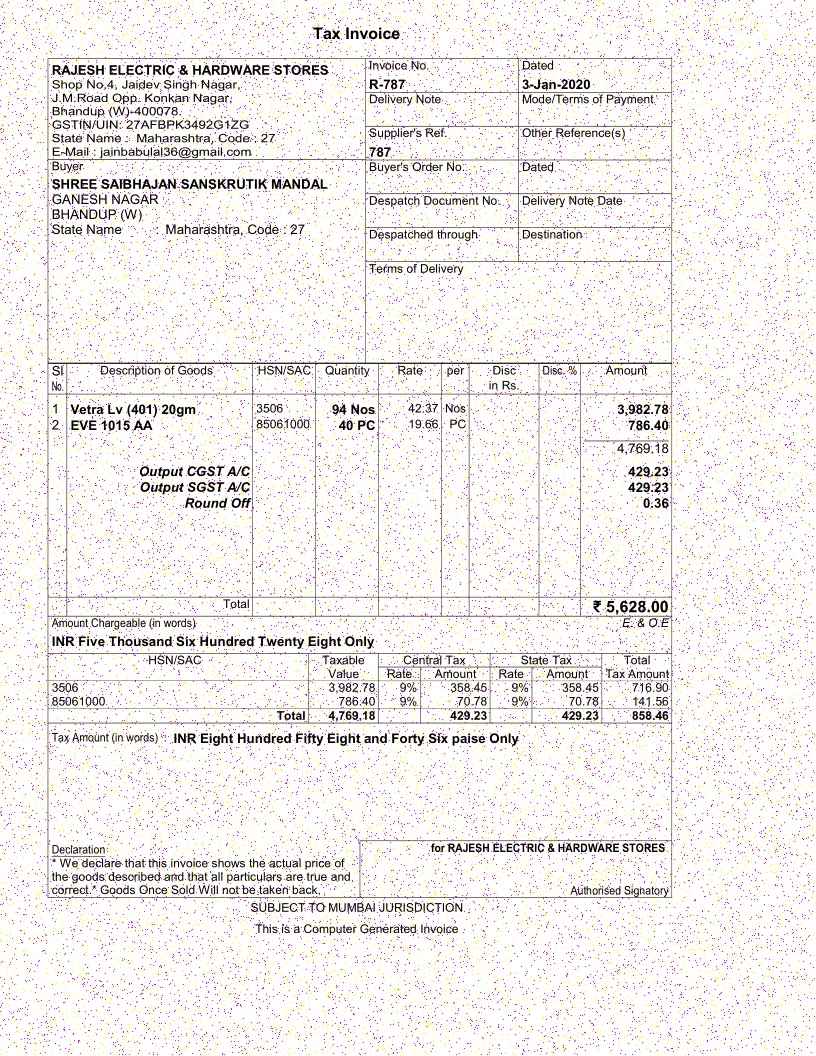 Tax Invoice
RAJESH ELECTRIC & HARDWARE STORES
Shop No.4, Jaidev Singh Nagar,
J.M.Road Opp. Konkan Nagar,
Bhandup (W)-400078.
GSTIN/UIN: 27AFBPK3492G1ZG
State Name : Maharashtra, Code : 27
E-Mail : jainbabulal36@gmail.com
Invoice No. Dated
R-787 3-Jan-2020
Delivery Note Mode/Terms of Payment
Supplier's Ref. Other Reference(s)
787
Buyer
SHREE SAIBHAJAN SANSKRUTIK MANDAL
GANESH NAGAR
BHANDUP (W)
State Name : Maharashtra, Code : 27
Buyer's Order No. Dated
Despatch Document No. Delivery Note Date
Despatched through Destination
Terms of Delivery
Sl Description of Goods HSN/SAC Quantity Rate per Disc Disc. % Amount
No. in Rs.
1 Vetra Lv (401) 20gm 3506 94 Nos 42.37 Nos 3,982.78
2 EVE 1015 AA 85061000 40 PC 19.66 PC 786.40
4,769.18
Output CGST A/C 429.23
Output SGST A/C 429.23
Round Off 0.36
Total ₹ 5,628.00
Amount Chargeable (in words) E. & O.E
INR Five Thousand Six Hundred Twenty Eight Only
HSN/SAC Taxable Central Tax State Tax Total
Value Rate Amount Rate Amount Tax Amount
3506 3,982.78 9% 358.45 9% 358.45 716.90
85061000 786.40 9% 70.78 9% 70.78 141.56
Total 4,769.18 429.23 429.23 858.46
Tax Amount (in words) : INR Eight Hundred Fifty Eight and Forty Six paise Only
Declaration
* We declare that this invoice shows the actual price of
the goods described and that all particulars are true and
correct.* Goods Once Sold Will not be taken back.
for RAJESH ELECTRIC & HARDWARE STORES
Authorised Signatory
SUBJECT TO MUMBAI JURISDICTION
This is a Computer Generated Invoice